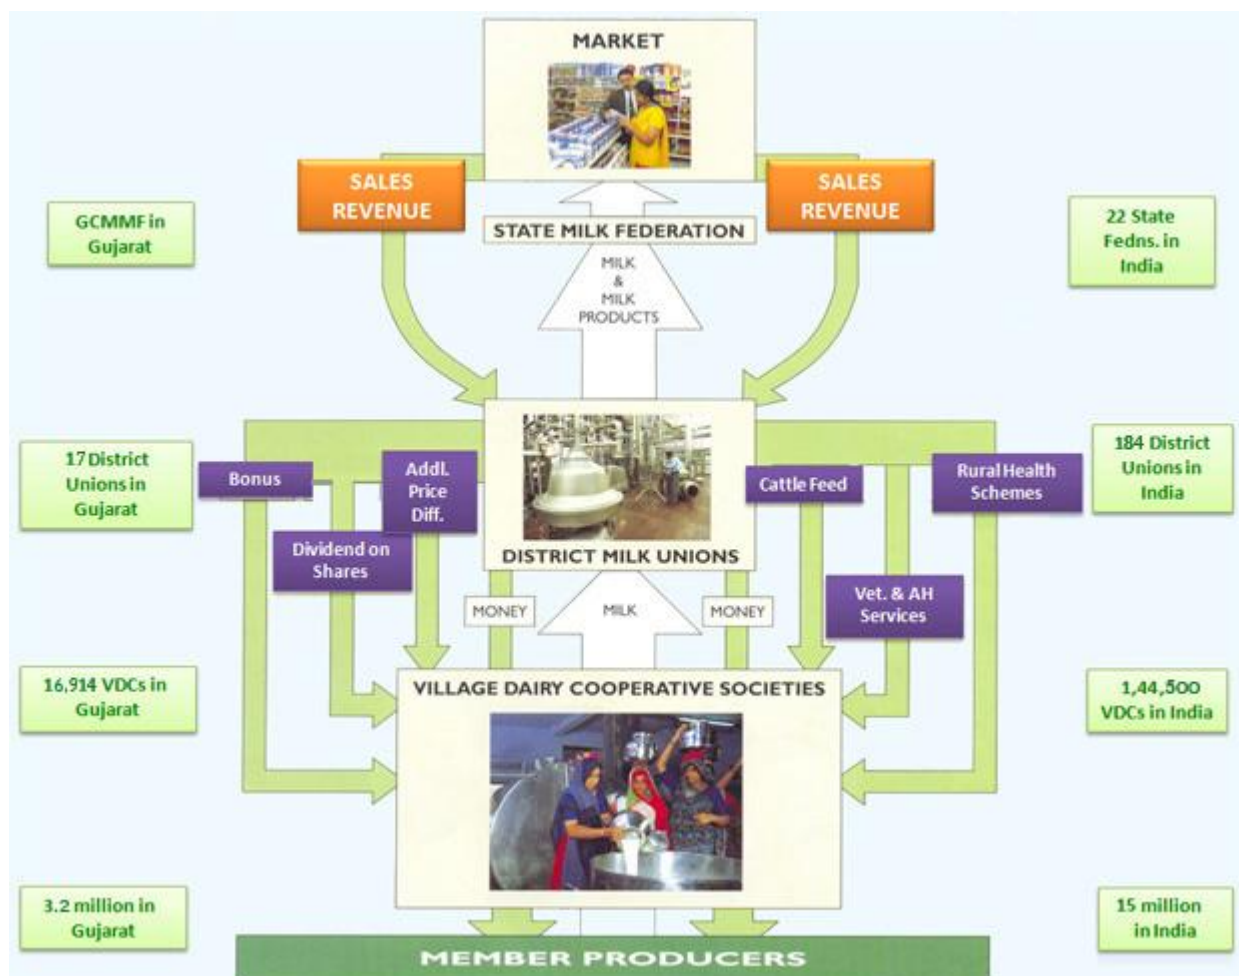 MARKET
SALES
REVENUE
SALES
REVENUE
GCMMF in
Gujarat
STATE MILK FEDERATION
22 State
Fedns. in
India
MILK
&
MILK
PRODUCTS
17 District
Unions in
Gujarat
Bonus
Addl.
Price
Diff.
Dividend on
Shares
Cattle Feed
Rural Health
Schemes
184 District
Unions in
India
DISTRICT MILK UNIONS
Vet. & AH
Services
MONEY
MILK
MONEY
16,914 VDCs in
Gujarat
VILLAGE DAIRY COOPERATIVE SOCIETIES
1,44,500
VDCs in India
3.2 million in
Gujarat
15 million
in India
MEMBER PRODUCERS